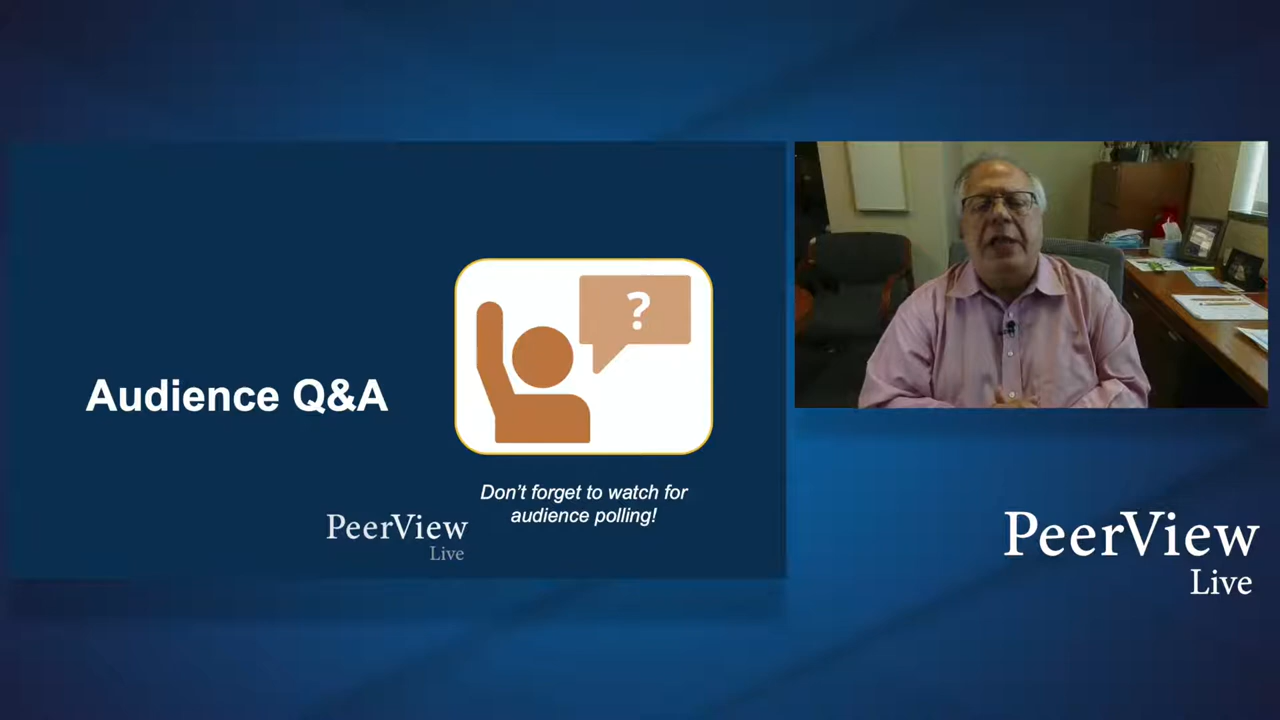 Audience Q&A
?
Don't forget to watch for
audience polling!
PeerView
Live
PeerView
Live